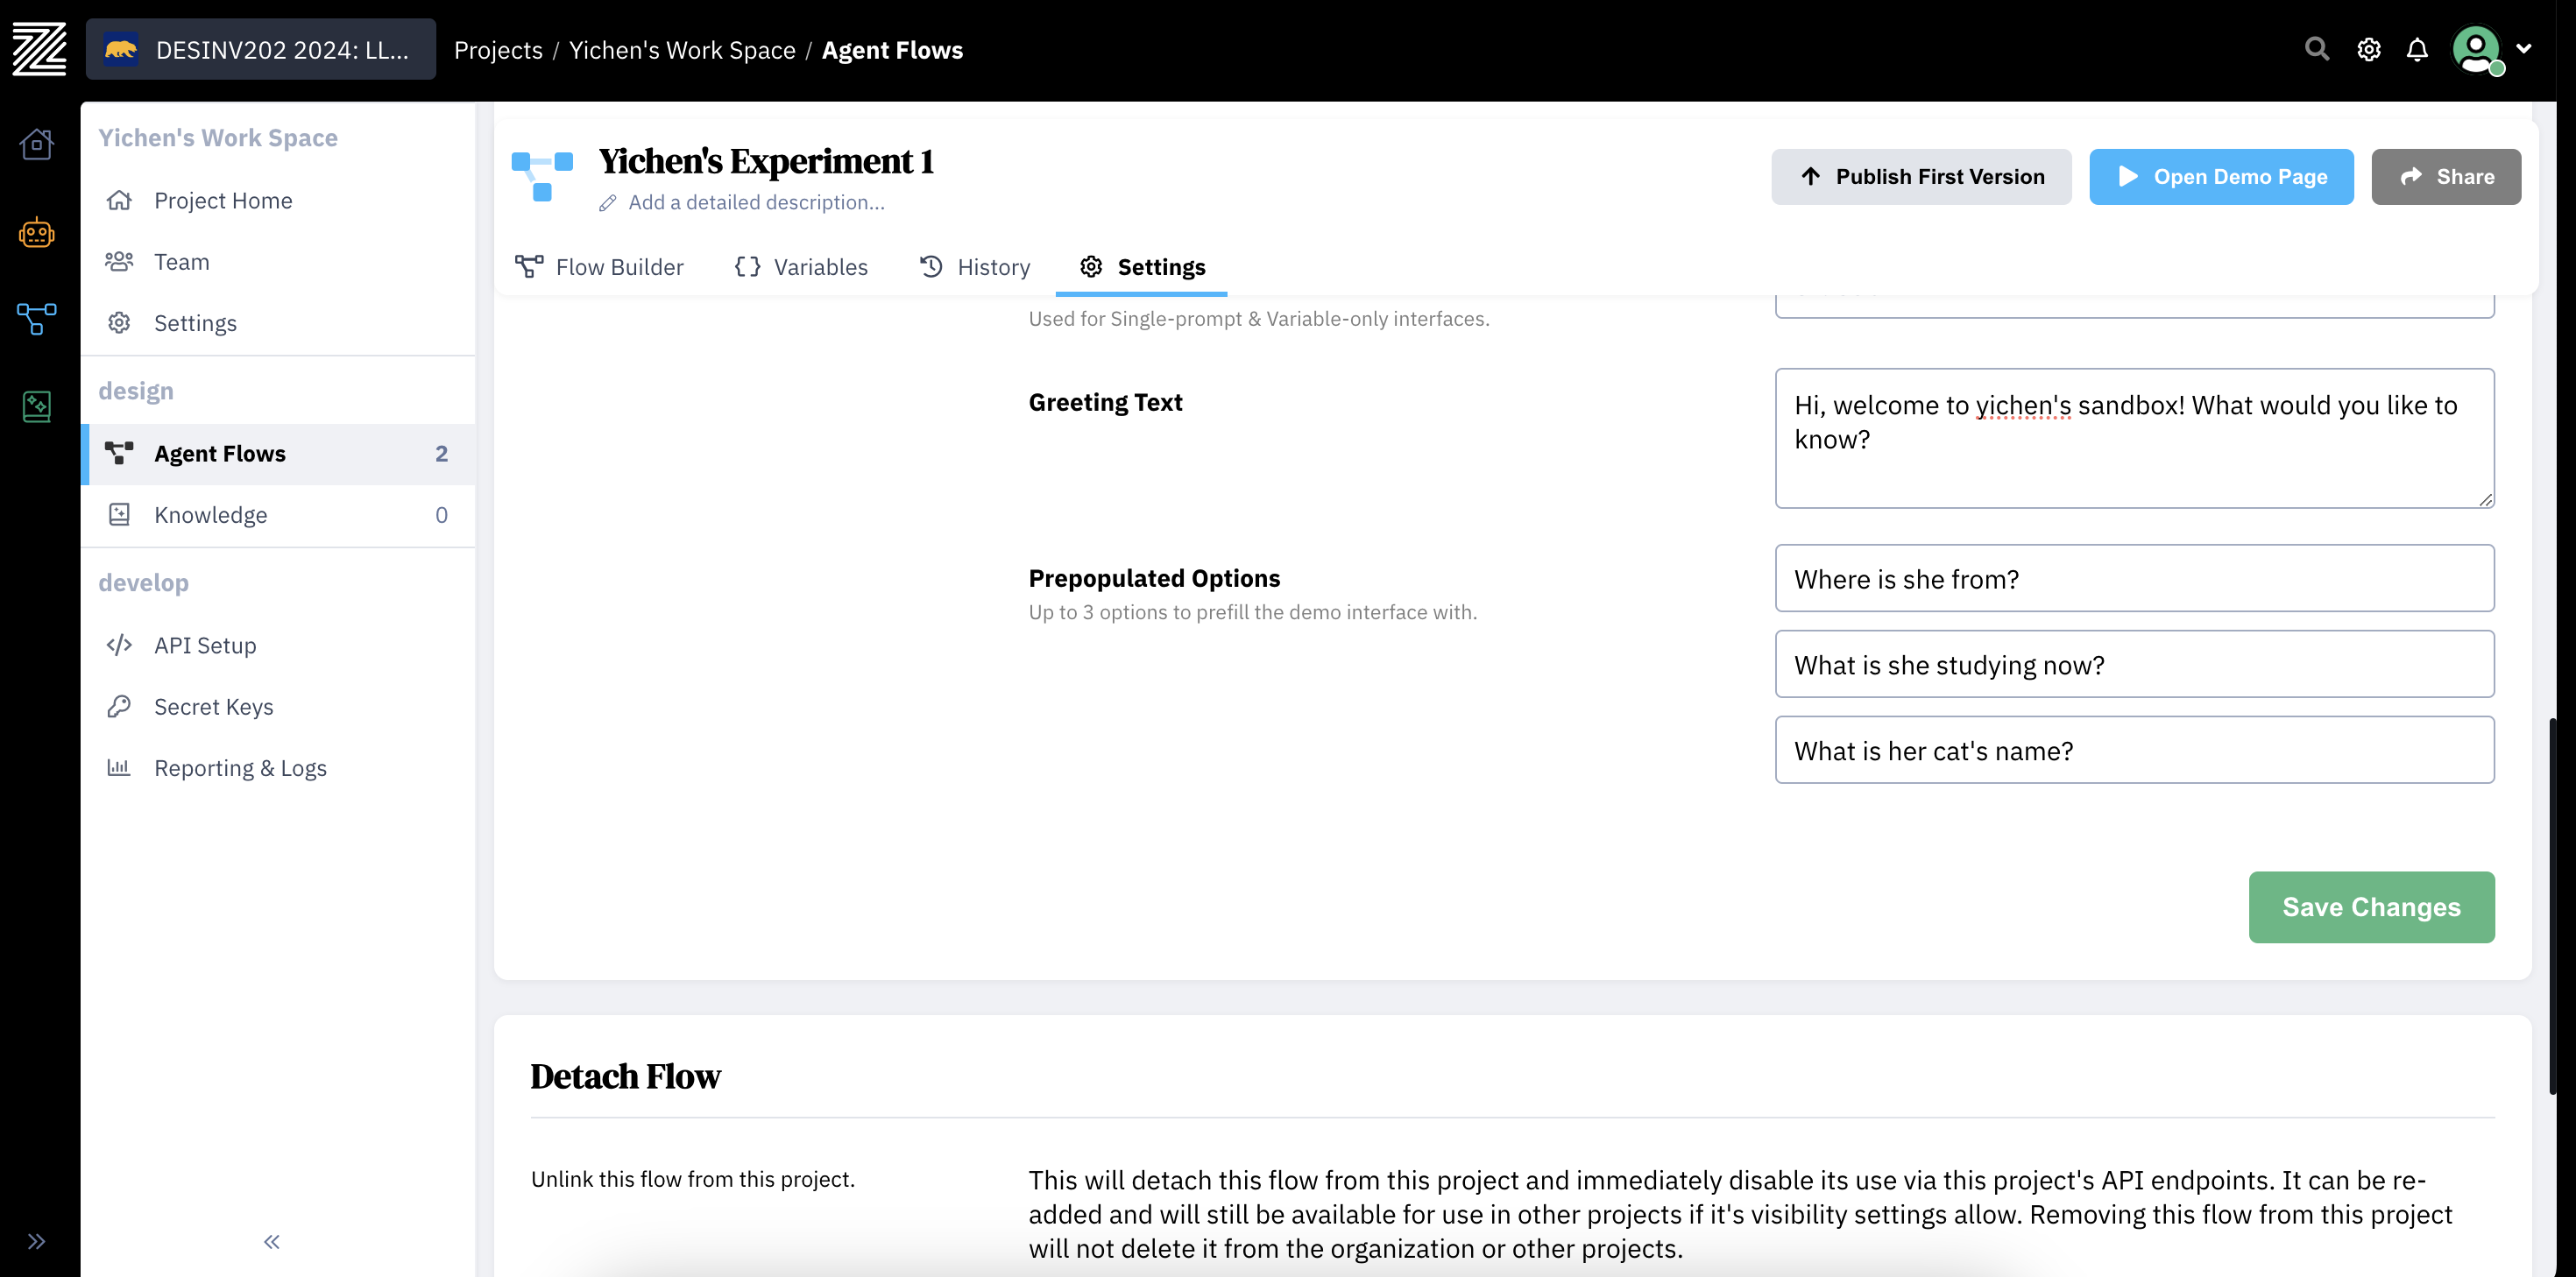 DESINV202 2024: LL...
Projects / Yichen's Work Space / Agent Flows
Yichen's Work Space
Project Home
Team
Settings
design
Agent Flows 2
Knowledge 0
develop
API Setup
Secret Keys
Reporting & Logs
Yichen's Experiment 1
Add a detailed description...
Publish First Version
Open Demo Page
Share
Flow Builder
Variables
History
Settings
Used for Single-prompt & Variable-only interfaces.
Greeting Text
Hi, welcome to yichen's sandbox! What would you like to
know?
Prepopulated Options
Up to 3 options to prefill the demo interface with.
Where is she from?
What is she studying now?
What is her cat's name?
Save Changes
Detach Flow
Unlink this flow from this project.
This will detach this flow from this project and immediately disable its use via this project's API endpoints. It can be re-
added and will still be available for use in other projects if it's visibility settings allow. Removing this flow from this project
will not delete it from the organization or other projects.